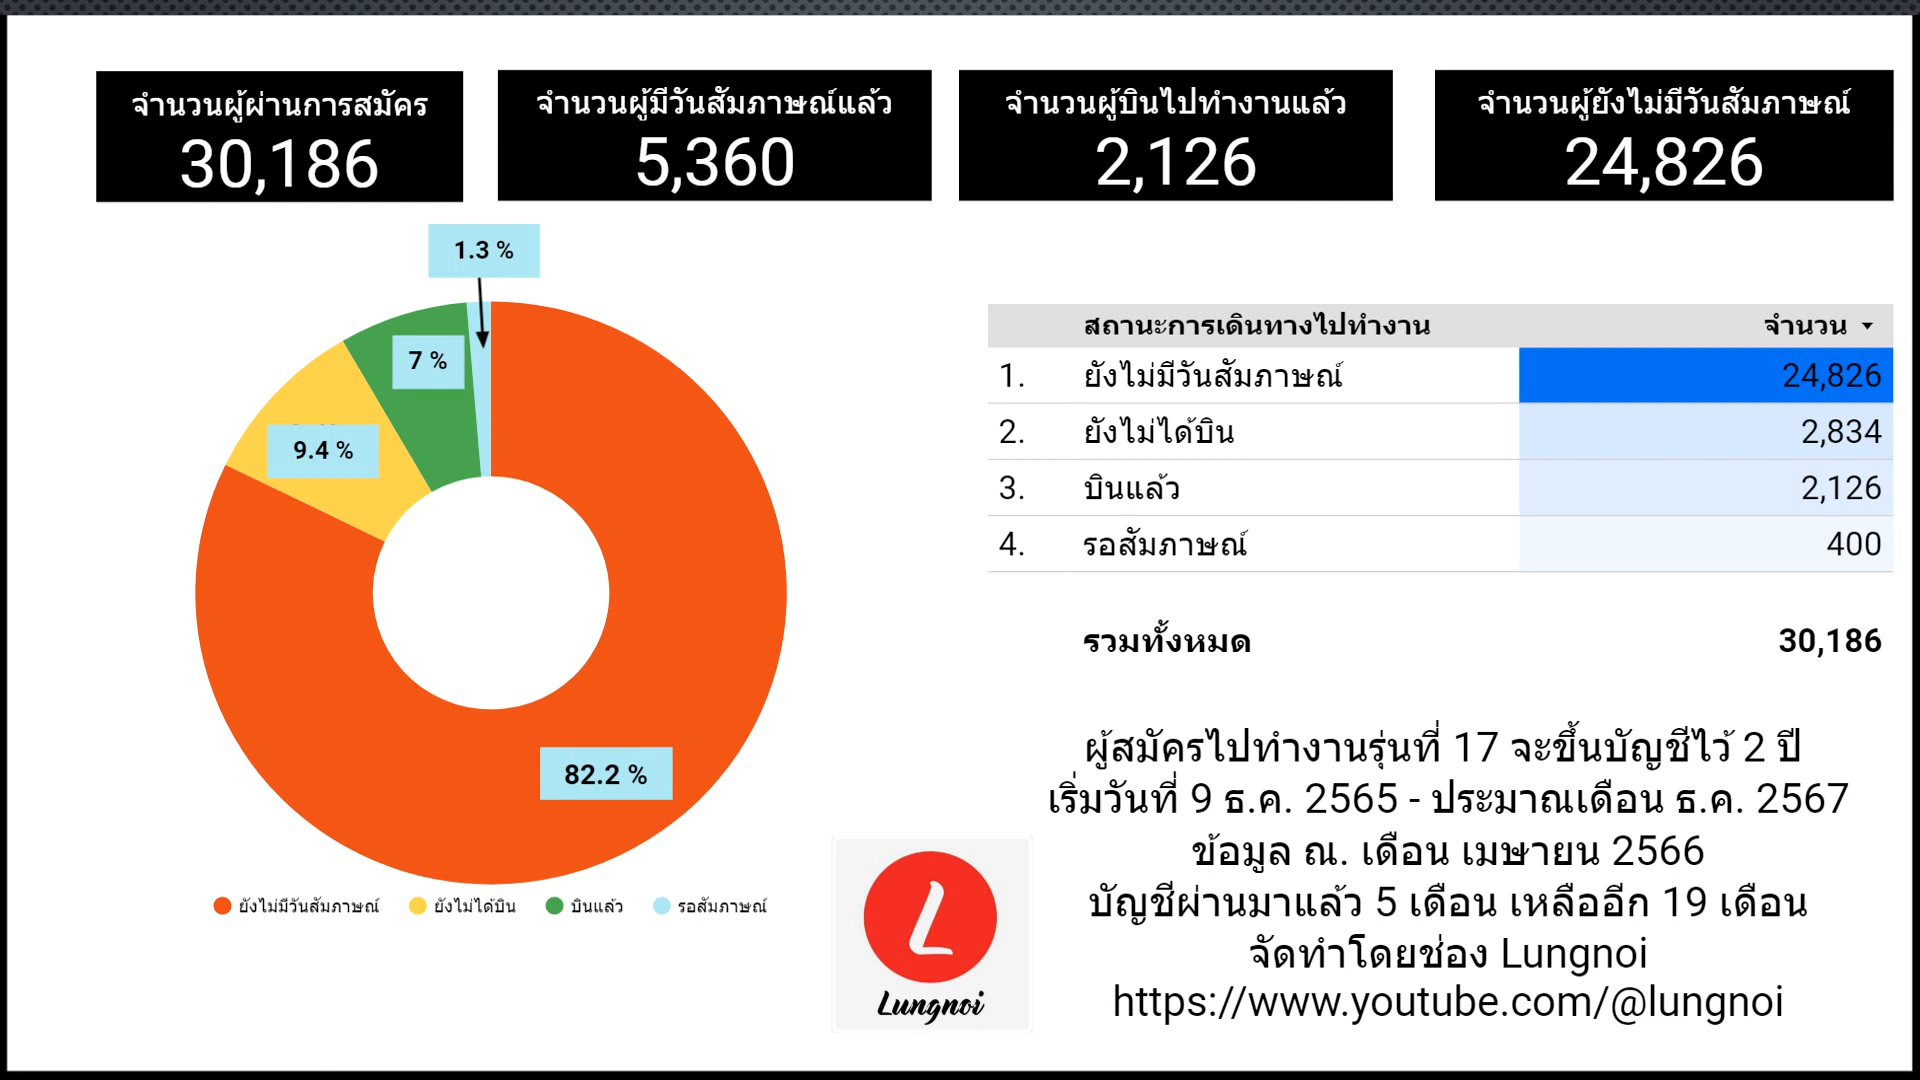 จำนวนผู้ผ่านการสมัคร
30,186
จำนวนผู้มีวันสัมภาษณ์แล้ว
5,360
จำนวนผู้บินไปทำงานแล้ว
2,126
จำนวนผู้ยังไม่มีวันสัมภาษณ์
24,826
1.3 %
7 %
9.4 %
82.2 %
ยังไม่มีวันสัมภาษณ์ ยังไม่ได้บิน บินแล้ว รอสัมภาษณ์
สถานะการเดินทางไปทำงาน จำนวน
1. ยังไม่มีวันสัมภาษณ์ 24,826
2. ยังไม่ได้บิน 2,834
3. บินแล้ว 2,126
4. รอสัมภาษณ์ 400
รวมทั้งหมด 30,186
ผู้สมัครไปทำงานรุ่นที่ 17 จะขึ้นบัญชีไว้ 2 ปี
เริ่มวันที่ 9 ธ.ค. 2565 - ประมาณเดือน ธ.ค. 2567
ข้อมูล ณ. เดือน เมษายน 2566
บัญชีผ่านมาแล้ว 5 เดือน เหลืออีก 19 เดือน
จัดทำโดยช่อง Lungnoi
https://www.youtube.com/@lungnoi
L
Lungnoi